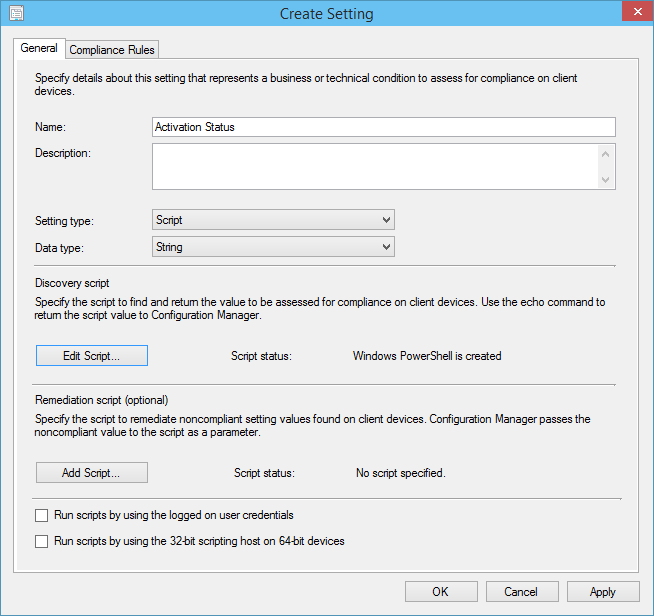 Create Setting
General
Compliance Rules
Specify details about this setting that represents a business or technical condition to assess for compliance on client
devices.
Name:
Activation Status
Description:
Setting type:
Script
Data type:
String
Discovery script
Specify the script to find and return the value to be assessed for compliance on client devices. Use the echo command to
return the script value to Configuration Manager.
Edit Script...
Script status:
Windows PowerShell is created
Remediation script (optional)
Specify the script to remediate noncompliant setting values found on client devices. Configuration Manager passes the
noncompliant value to the script as a parameter.
Add Script...
Script status:
No script specified.
Run scripts by using the logged on user credentials
Run scripts by using the 32-bit scripting host on 64-bit devices
OK
Cancel
Apply